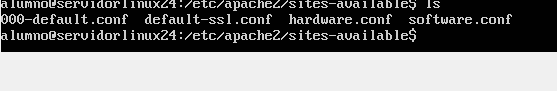 alumno@servidorlinux24:/etc/apache2/sites-available$ ls
000-default.conf  default-ssl.conf  hardware.conf  software.conf
alumno@servidorlinux24:/etc/apache2/sites-available$